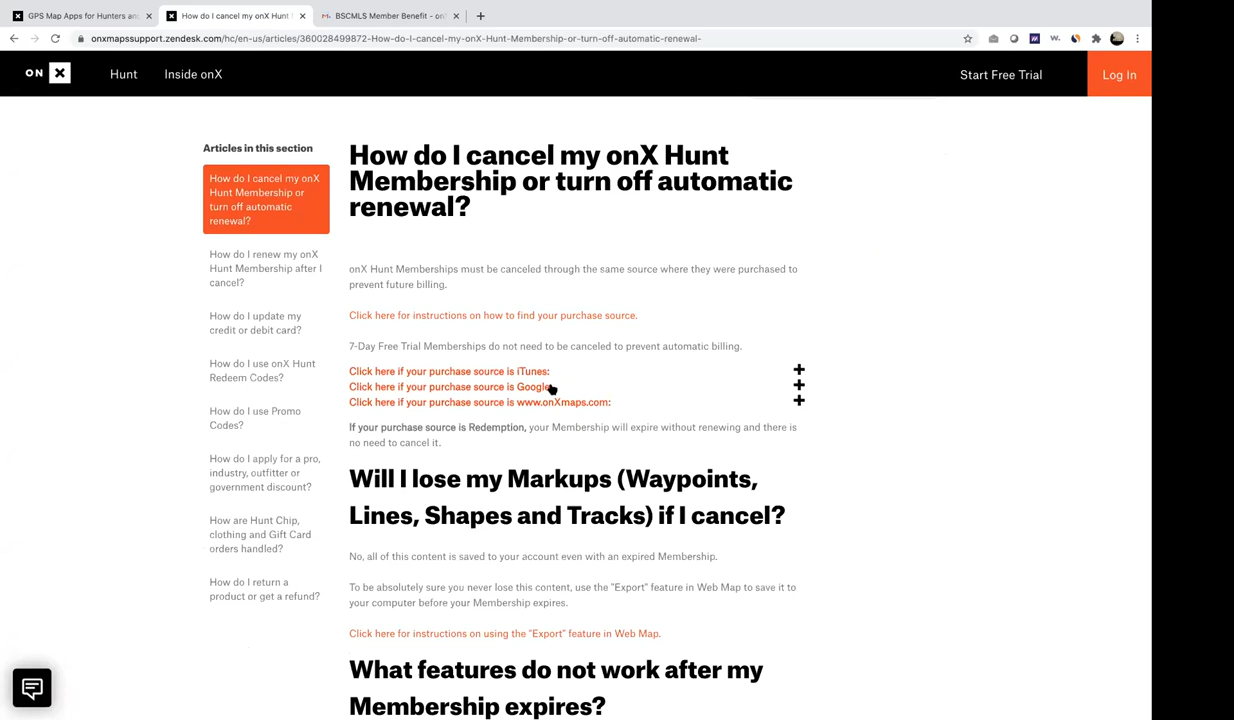 GPS Map Apps for Hunters and
How do I cancel my onX Hunt
BSCMLS Member Benefit - on
onxmapssupport.zendesk.com/hc/en-us/articles/360028499872-How-do-I-cancel-my-onX-Hunt-Membership-or-turn-off-automatic-renewal-
ON X
Hunt
Inside onX
Start Free Trial
Log In
Articles in this section
How do I cancel my onX
Hunt Membership or
turn off automatic
renewal?
How do I renew my onX
Hunt Membership after I
cancel?
How do I update my
credit or debit card?
How do I use onX Hunt
Redeem Codes?
How do I use Promo
Codes?
How do I apply for a pro,
industry, outfitter or
government discount?
How are Hunt Chip,
clothing and Gift Card
orders handled?
How do I return a
product or get a refund?
How do I cancel my onX Hunt
Membership or turn off automatic
renewal?
onX Hunt Memberships must be canceled through the same source where they were purchased to
prevent future billing.
Click here for instructions on how to find your purchase source.
7-Day Free Trial Memberships do not need to be canceled to prevent automatic billing.
Click here if your purchase source is iTunes:
Click here if your purchase source is Google
Click here if your purchase source is www.onXmaps.com:
If your purchase source is Redemption, your Membership will expire without renewing and there is
no need to cancel it.
Will I lose my Markups (Waypoints,
Lines, Shapes and Tracks) if I cancel?
No, all of this content is saved to your account even with an expired Membership.
To be absolutely sure you never lose this content, use the "Export" feature in Web Map to save it to
your computer before your Membership expires.
Click here for instructions on using the "Export" feature in Web Map.
What features do not work after my
Membership expires?